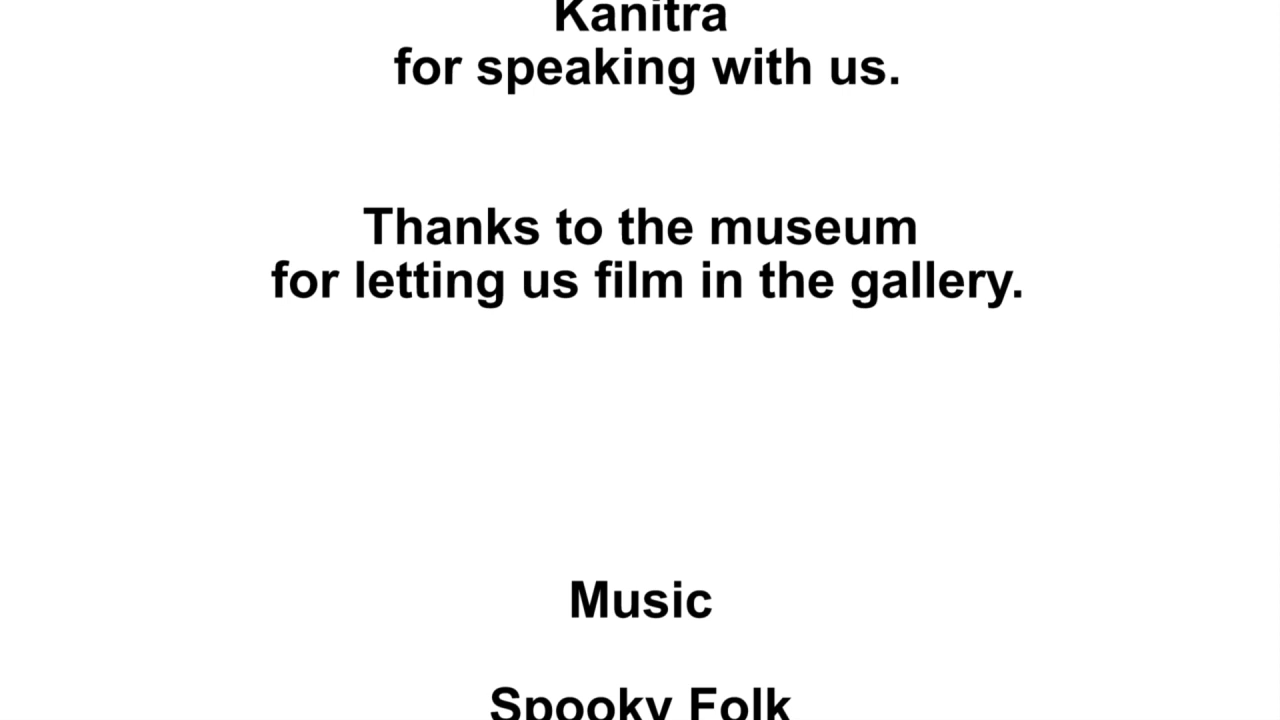 Kanitra
for speaking with us.
Thanks to the museum
for letting us film in the gallery.
Music
Spooky Folk